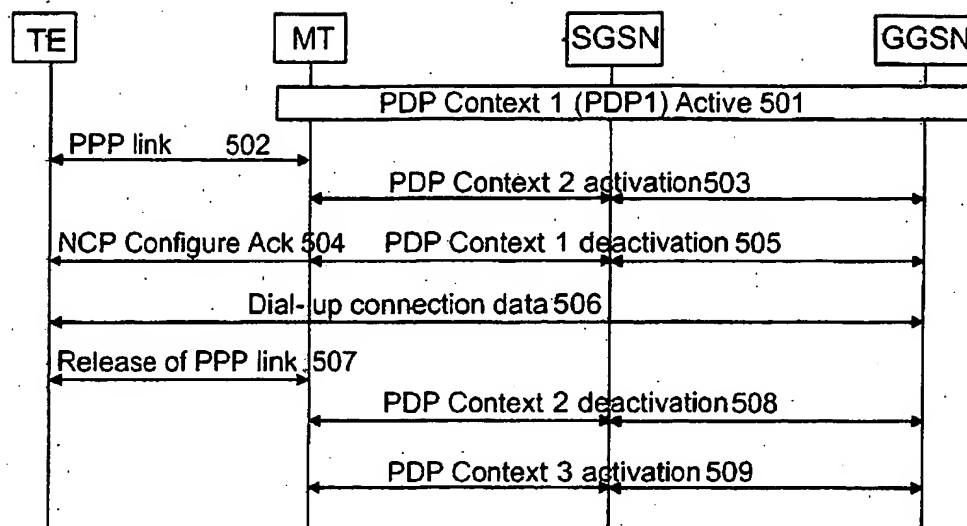 TE MT SGSN GGSN
PDP Context 1 (PDP1) Active 501
PPP link 502
PDP Context 2 activation 503
NCP Configure Ack 504 PDP Context 1 deactivation 505
Dial-up connection data 506
Release of PPP link 507
PDP Context 2 deactivation 508
PDP Context 3 activation 509